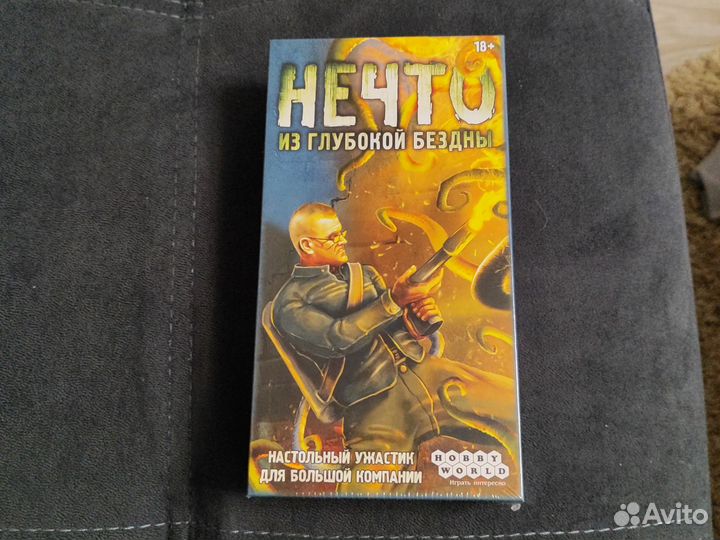 18+
НЕЧТО
ИЗ ГЛУБОКОЙ БЕЗДНЫ
НАСТОЛЬНЫЙ УЖАСТИК
ДЛЯ БОЛЬШОЙ КОМПАНИИ
HOBBY
WORLD
Играть интересно
Avito